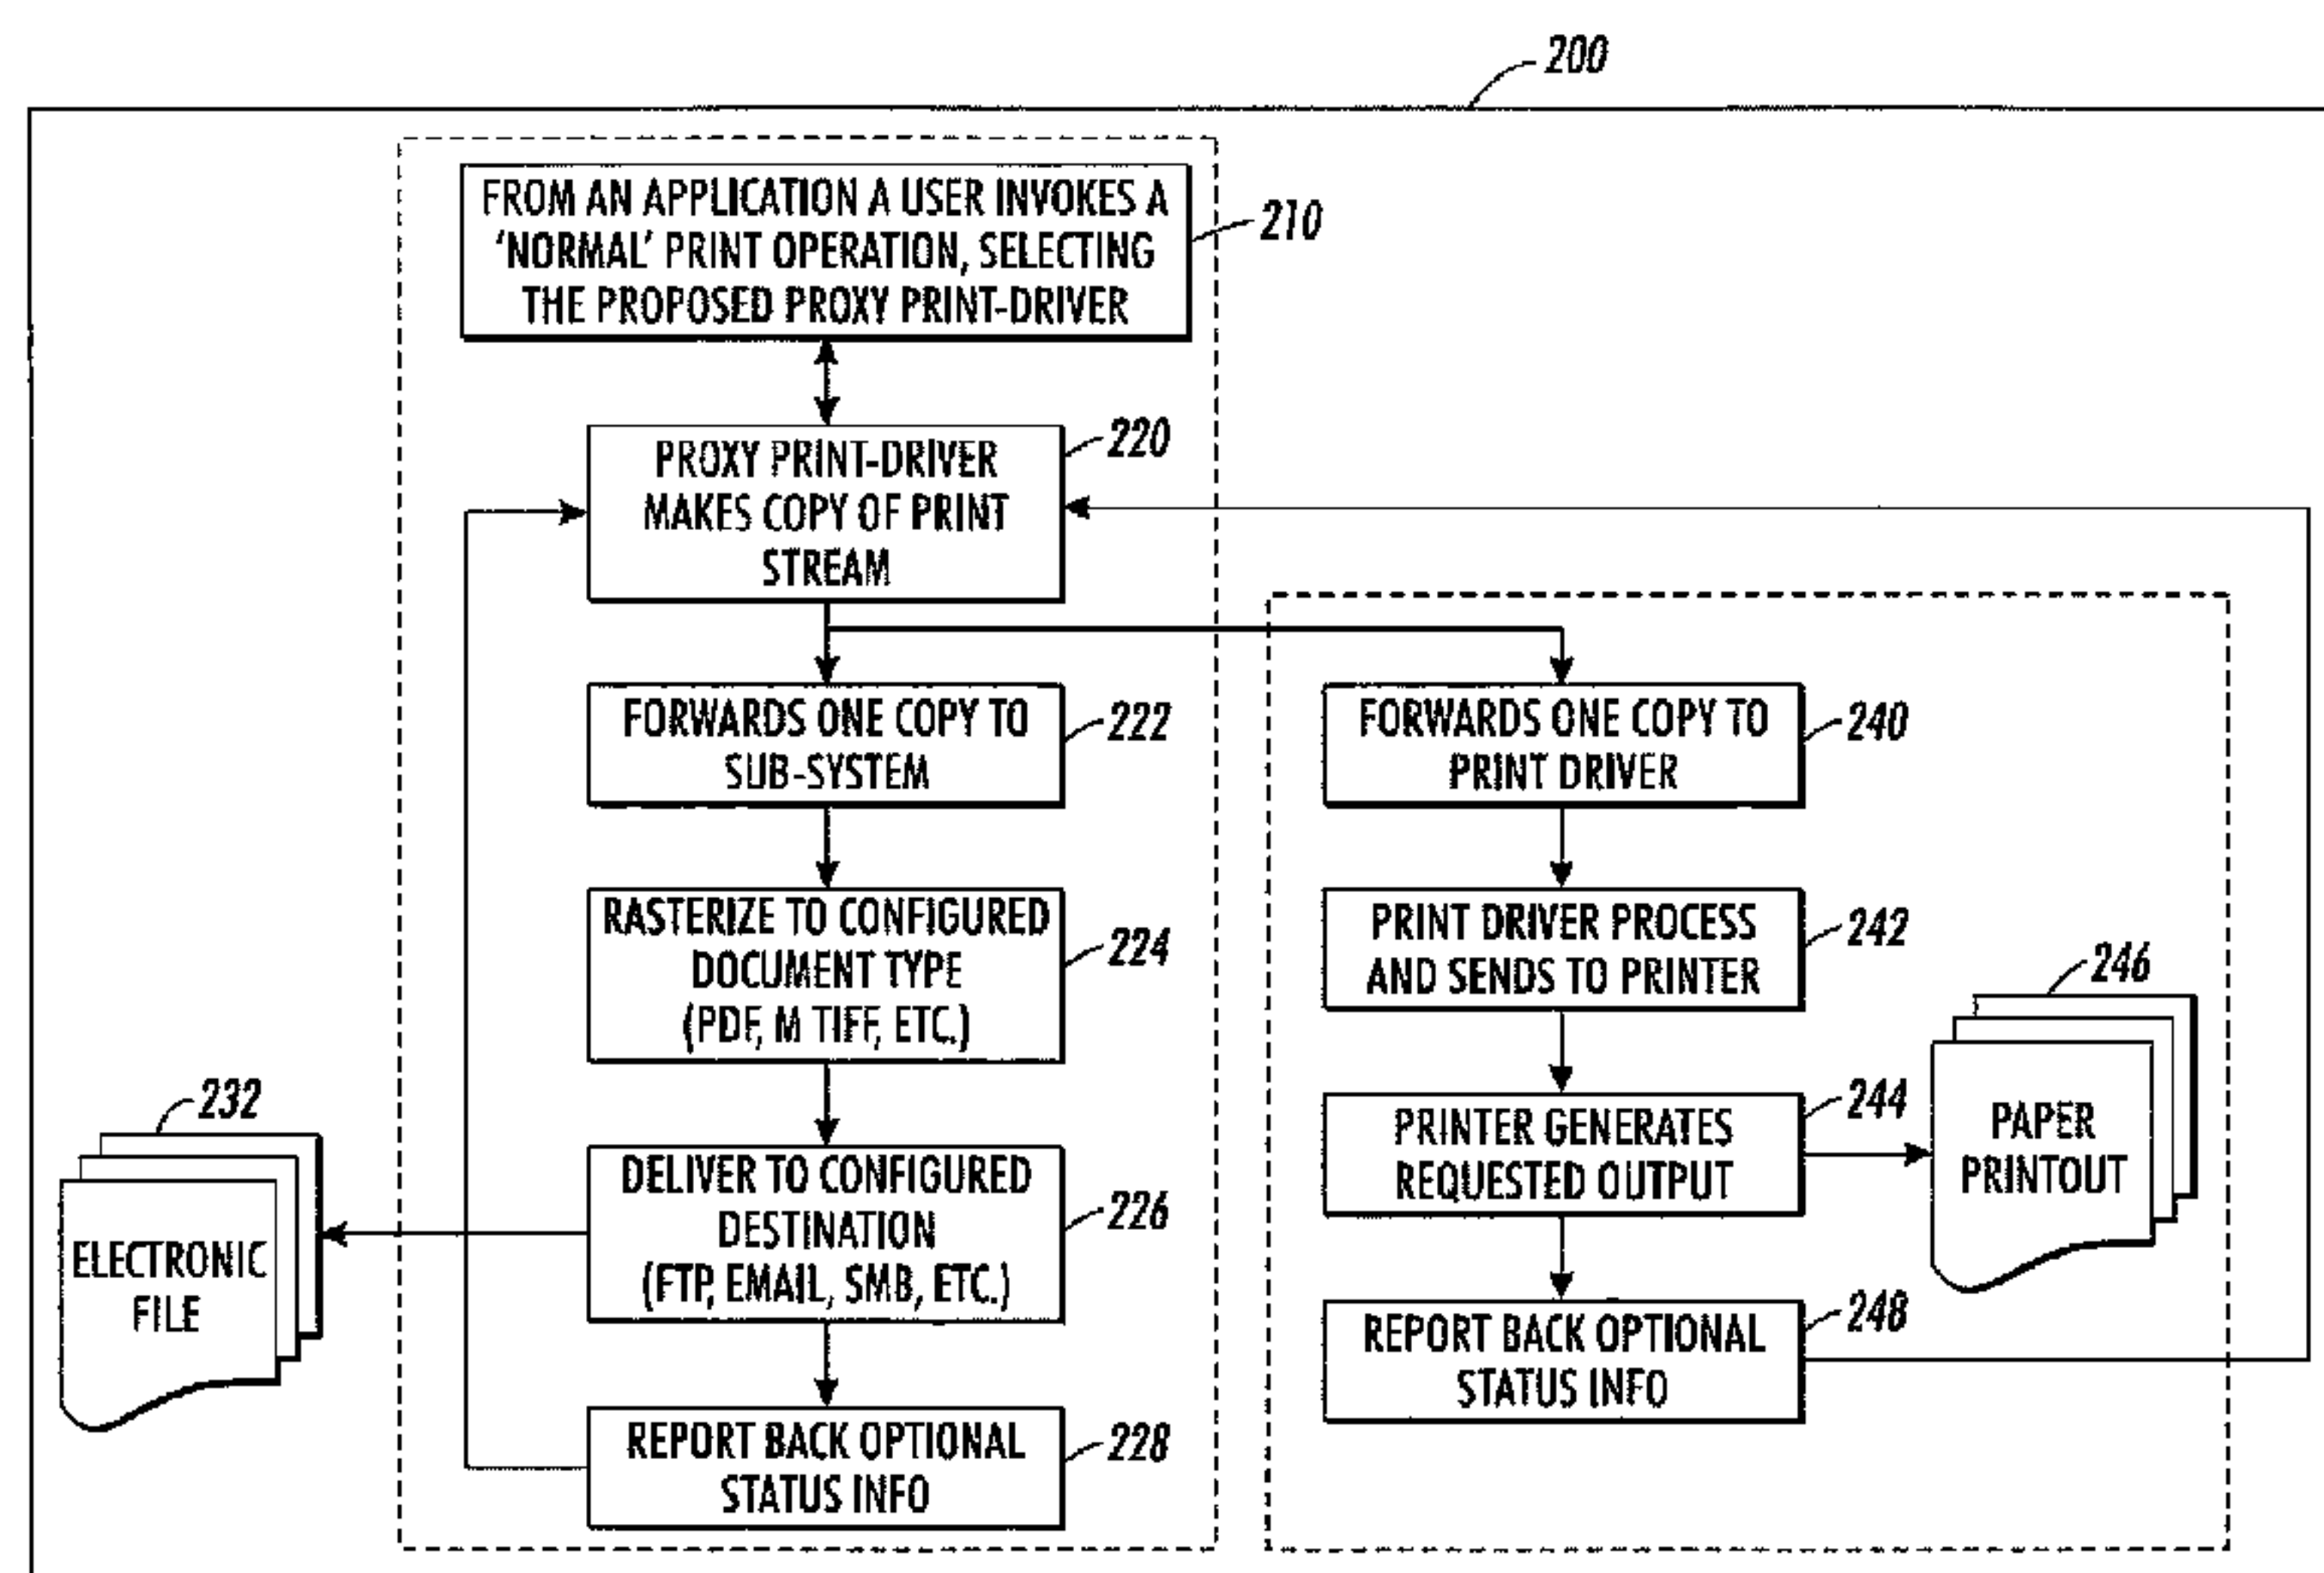 200
FROM AN APPLICATION A USER INVOKES A
'NORMAL' PRINT OPERATION, SELECTING
THE PROPOSED PROXY PRINT-DRIVER
210
PROXY PRINT-DRIVER
MAKES COPY OF PRINT
STREAM
220
FORWARDS ONE COPY TO
SUB-SYSTEM
222
RASTERIZE TO CONFIGURED
DOCUMENT TYPE
(PDF, M TIFF, ETC.)
224
DELIVER TO CONFIGURED
DESTINATION
(FTP, EMAIL, SMB, ETC.)
226
REPORT BACK OPTIONAL
STATUS INFO
228
232
ELECTRONIC
FILE
FORWARDS ONE COPY TO
PRINT DRIVER
240
PRINT DRIVER PROCESS
AND SENDS TO PRINTER
242
PRINTER GENERATES
REQUESTED OUTPUT
244
246
PAPER
PRINTOUT
REPORT BACK OPTIONAL
STATUS INFO
248